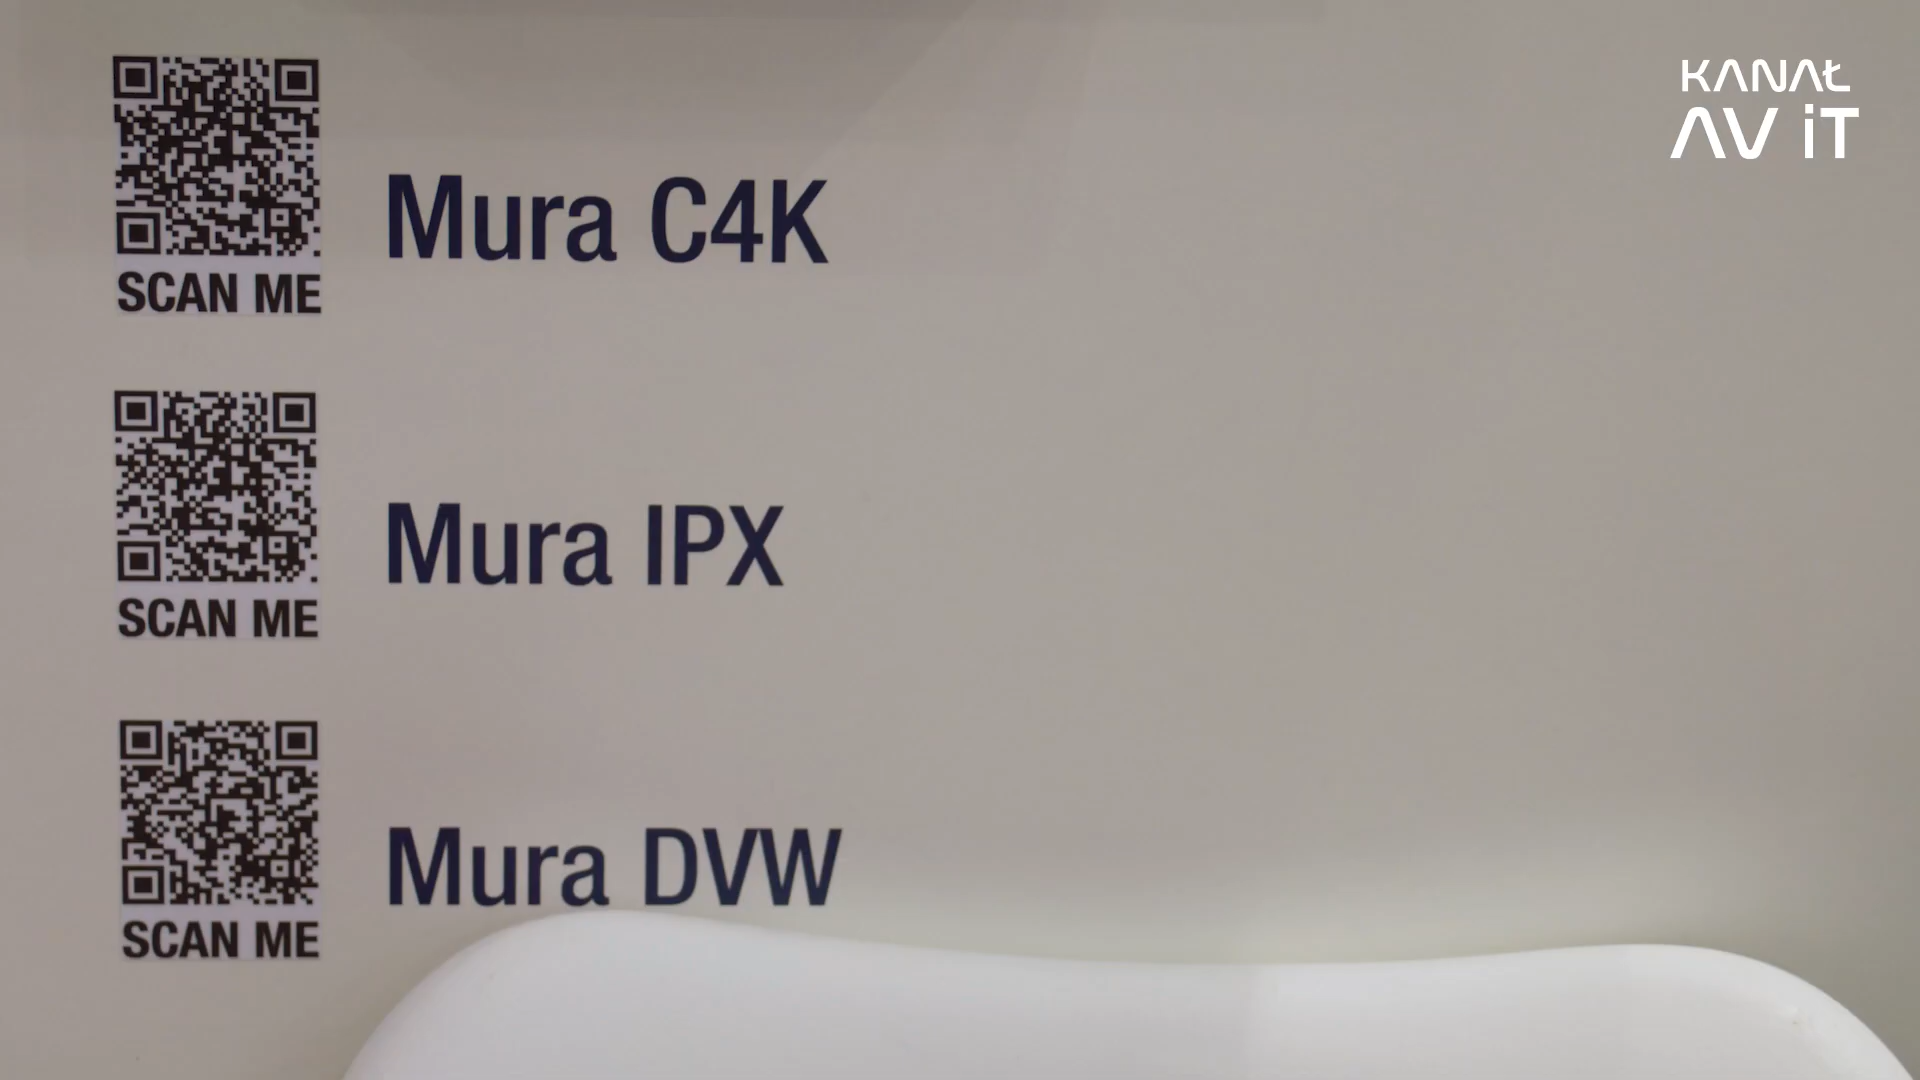 KANAŁ
AV iT
Mura C4K
SCAN ME
Mura IPX
SCAN ME
Mura DVW
SCAN ME